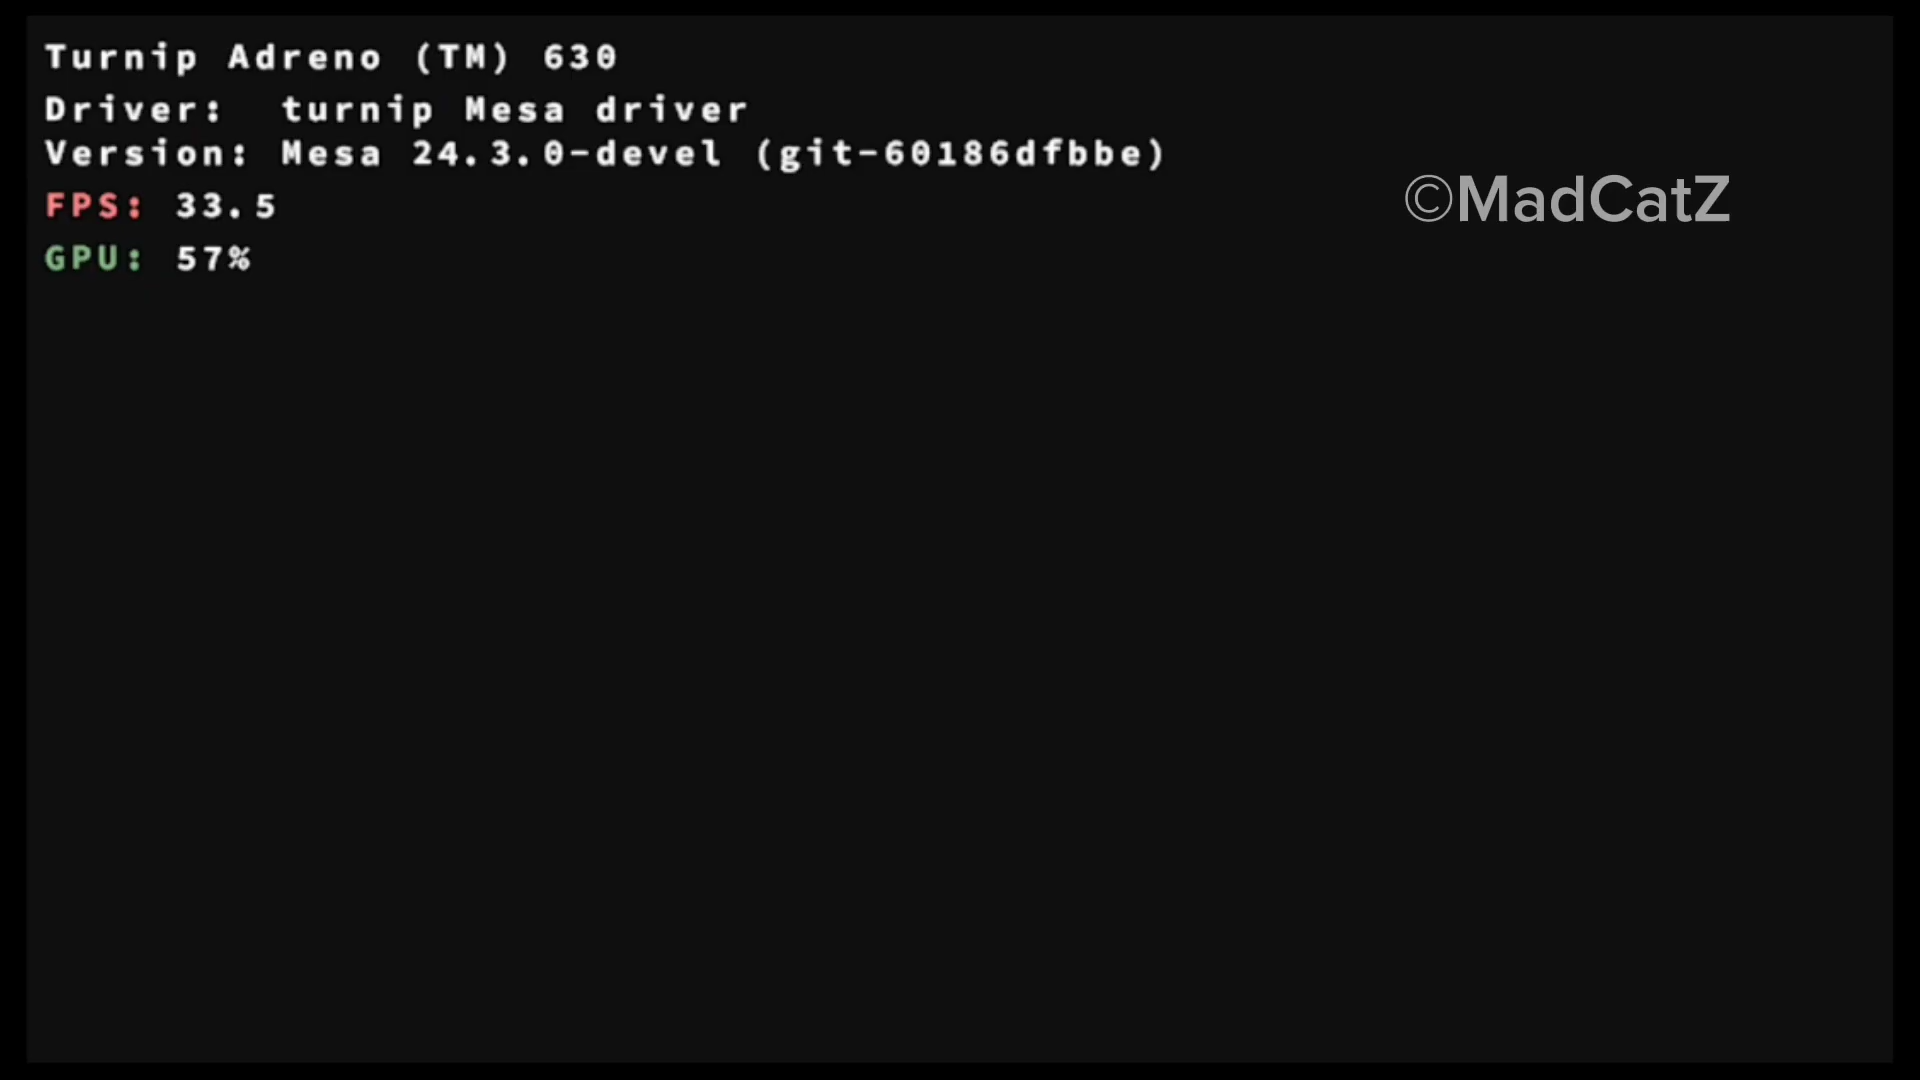 Turnip Adreno (TM) 630
Driver:  turnip Mesa driver
Version: Mesa 24.3.0-devel (git-60186dfbbe)
©MadCatZ
FPS: 33.5
GPU: 57%